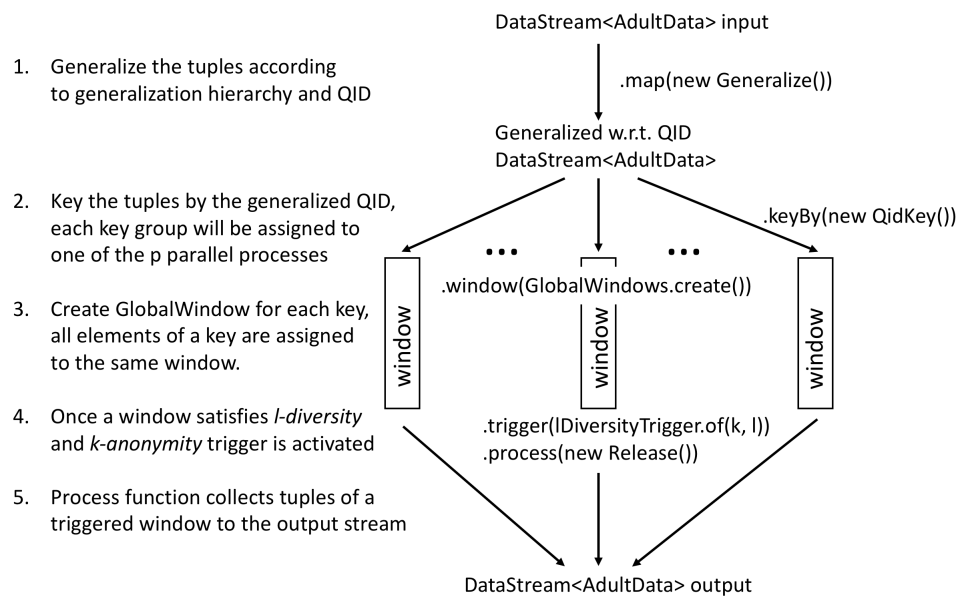 DataStream<AdultData> input
1. Generalize the tuples according
to generalization hierarchy and QID
.map(new Generalize())
Generalized w.r.t. QID
DataStream<AdultData>
2. Key the tuples by the generalized QID,
each key group will be assigned to
one of the p parallel processes
.keyBy(new QidKey())
...
...
.window(GlobalWindows.create())
3. Create GlobalWindow for each key,
all elements of a key are assigned
to the same window.
window
window
window
4. Once a window satisfies l-diversity
and k-anonymity trigger is activated
.trigger(lDiversityTrigger.of(k, l))
.process(new Release())
5. Process function collects tuples of a
triggered window to the output stream
DataStream<AdultData> output